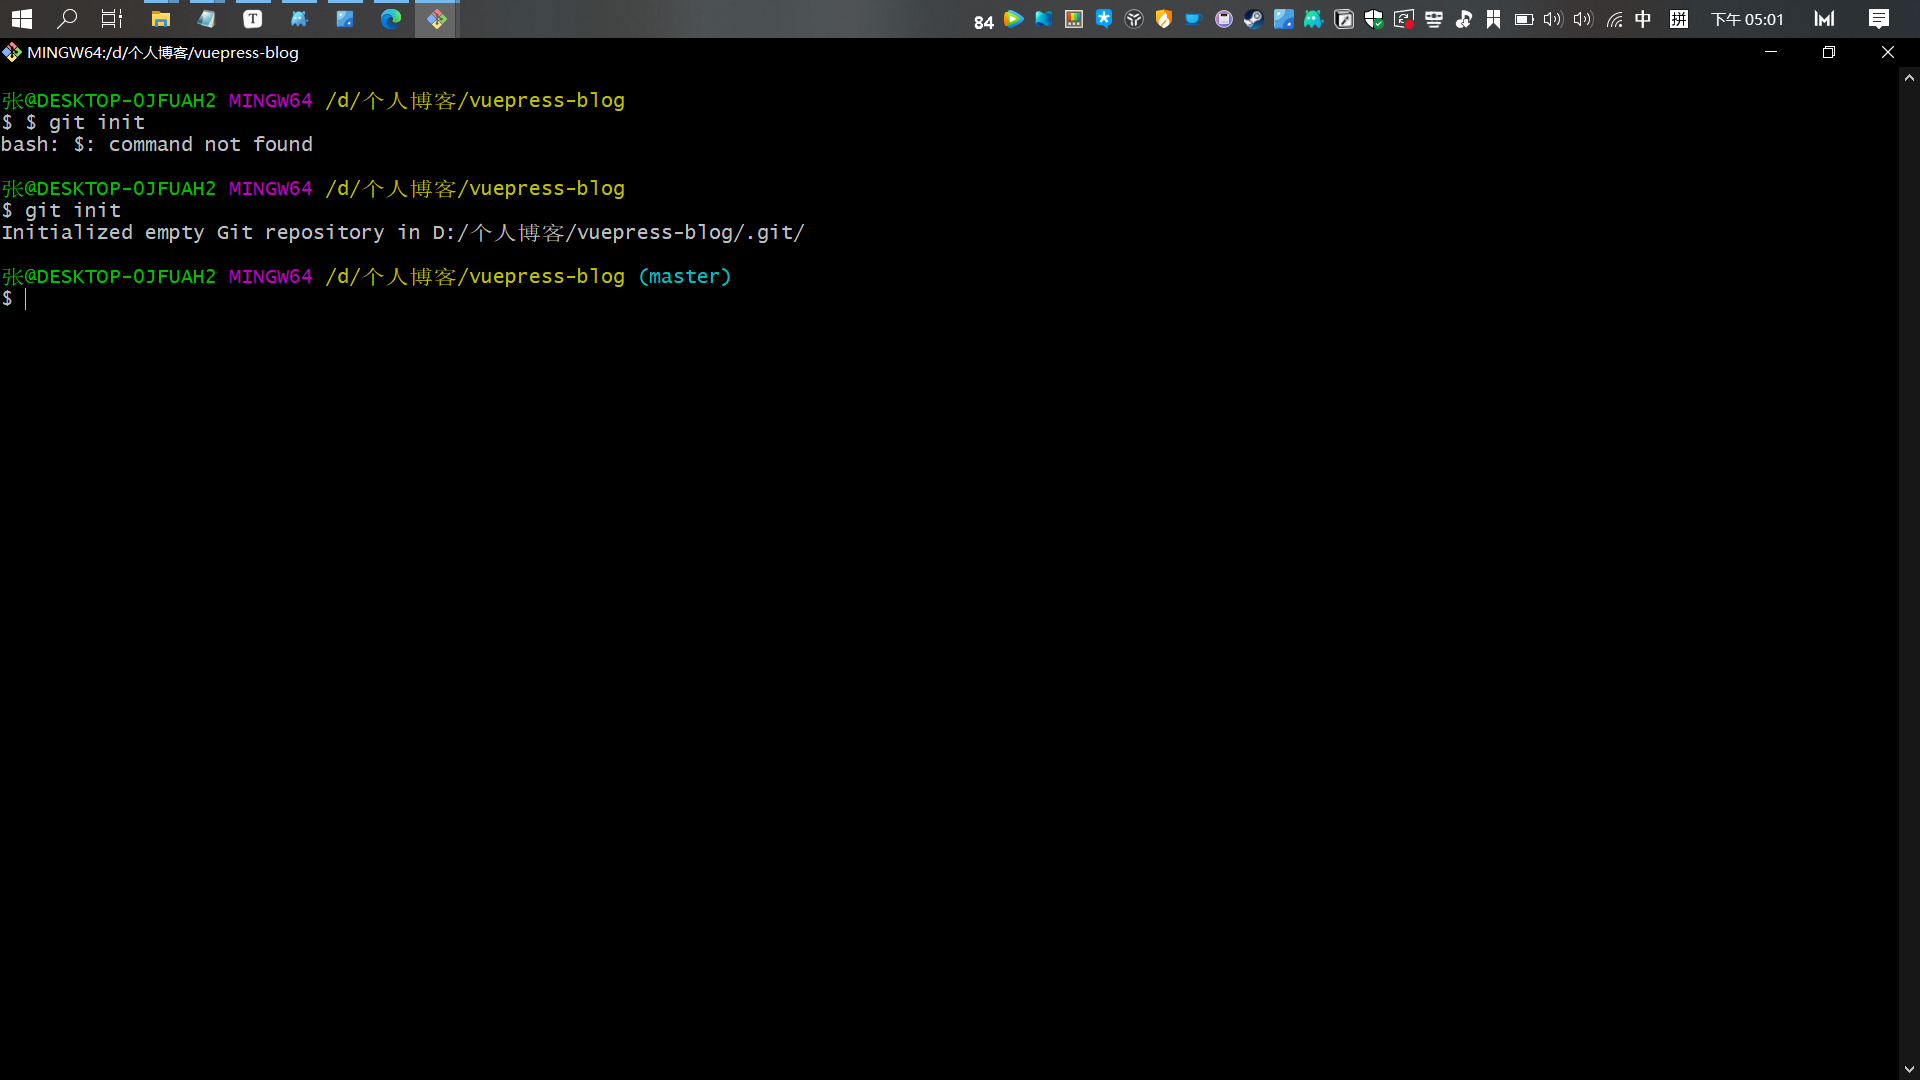 84
中
拼
下午 05:01
MINGW64:/d/个人博客/vuepress-blog
张@DESKTOP-OJFUAH2 MINGW64 /d/个人博客/vuepress-blog
$ $ git init
bash: $: command not found
张@DESKTOP-OJFUAH2 MINGW64 /d/个人博客/vuepress-blog
$ git init
Initialized empty Git repository in D:/个人博客/vuepress-blog/.git/
张@DESKTOP-OJFUAH2 MINGW64 /d/个人博客/vuepress-blog (master)
$